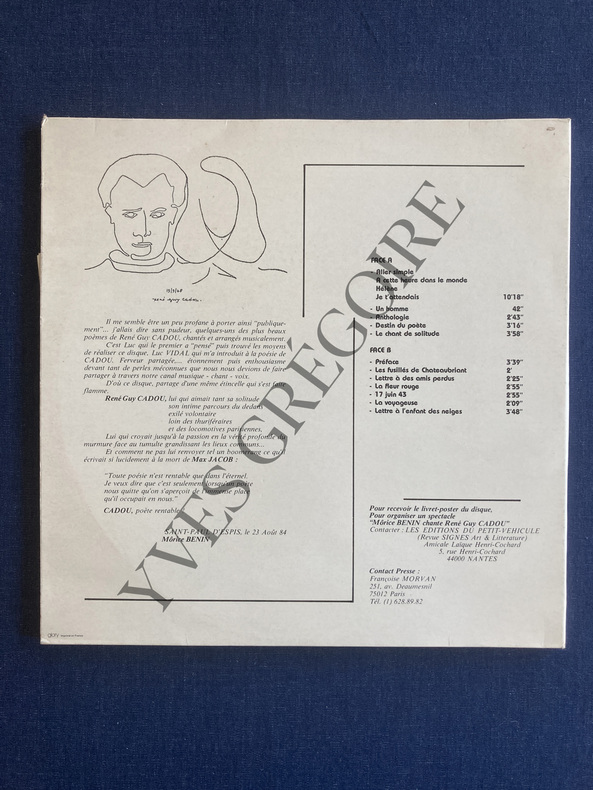 13/5/48
rené guy cadou.
Il me semble être un peu profane à porter ainsi "publique-
ment"... j'allais dire sans pudeur, quelques-uns des plus beaux
poèmes de René Guy CADOU, chantés et arrangés musicalement.
C'est Luc qui le premier a "pensé" puis trouvé les moyens
de réaliser ce disque. Luc VIDAL qui m'a introduit à la poésie de
CADOU. Ferveur partagée,... étonnement puis enthousiasme
devant tant de perles méconnues que nous nous devions de faire
partager à travers notre canal musique - chant - voix.
D'où ce disque, partage d'une même étincelle qui s'est faite
flamme.
René Guy CADOU, lui qui aimait tant sa solitude
son intime parcours du dedans
exilé volontaire
loin des thuriféraires
et des locomotives parisiennes.
Lui qui croyait jusqu'à la passion en la vérité profonde du
murmure face au tumulte grandissant les lieux communs...
Et comment ne pas lui renvoyer tel un boomerang ce qu'il
écrivait si lucidement à la mort de Max JACOB :
"Toute poésie n'est rentable que dans l'éternel.
Je veux dire que c'est seulement lorsqu'un poète
nous quitte qu'on s'aperçoit de l'immense place
qu'il occupait en nous."
CADOU, poète rentable
SAINT-PAUL-D'ESPIS, le 23 Août 84
Môrice BENIN
FACE A
- Aller simple
A cette heure dans le monde
Hélène
Je t'attendais 10'18"
- Un homme 42"
- Anthologie 2'43"
- Destin du poète 3'16"
- Le chant de solitude 3'58"
FACE B
- Préface 3'39"
- Les fusillés de Chateaubriant 2'
- Lettre à des amis perdus 2'25"
- La fleur rouge 2'55"
- 17 juin 43 2'55"
- La voyageuse 2'09"
- Lettre à l'enfant des neiges 3'48"
Pour recevoir le livret-poster du disque,
Pour organiser un spectacle
"Môrice BENIN chante René Guy CADOU"
Contacter : LES EDITIONS DU PETIT-VEHICULE
(Revue SIGNES Art & Litterature)
Amicale Laïque Henri-Cochard
5, rue Henri-Cochard
44000 NANTES
Contact Presse :
Françoise MORVAN
251, av. Deaumesnil
75012 Paris
Tél. (1) 628.89.82
YVES GRÉGOIRE